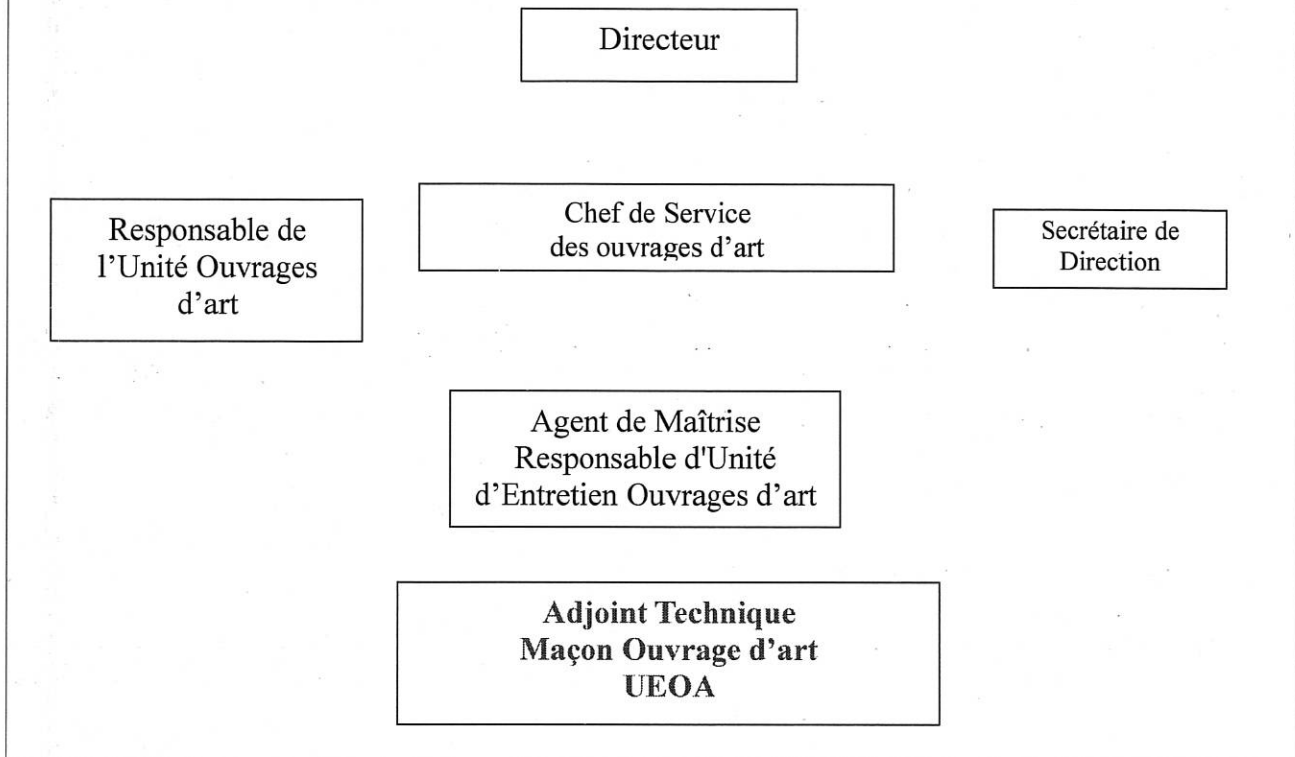 Directeur
Responsable de
l’Unité Ouvrages
d’art
Chef de Service
des ouvrages d’art
Secrétaire de
Direction
Agent de Maîtrise
Responsable d'Unité
d’Entretien Ouvrages d’art
Adjoint Technique
Maçon Ouvrage d’art
UEOA